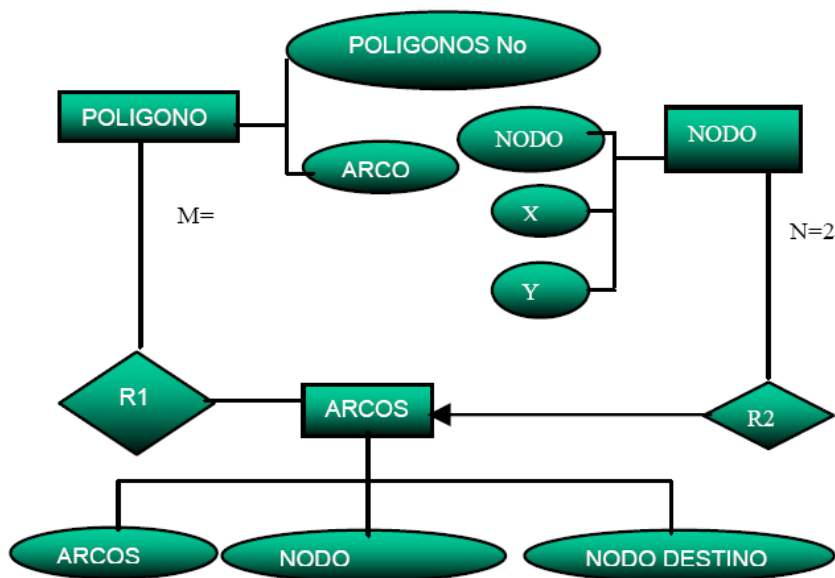 POLIGONOS No
POLIGONO
ARCO
M=
NODO
NODO
X
Y
N=2
R1
ARCOS
R2
ARCOS
NODO
NODO DESTINO